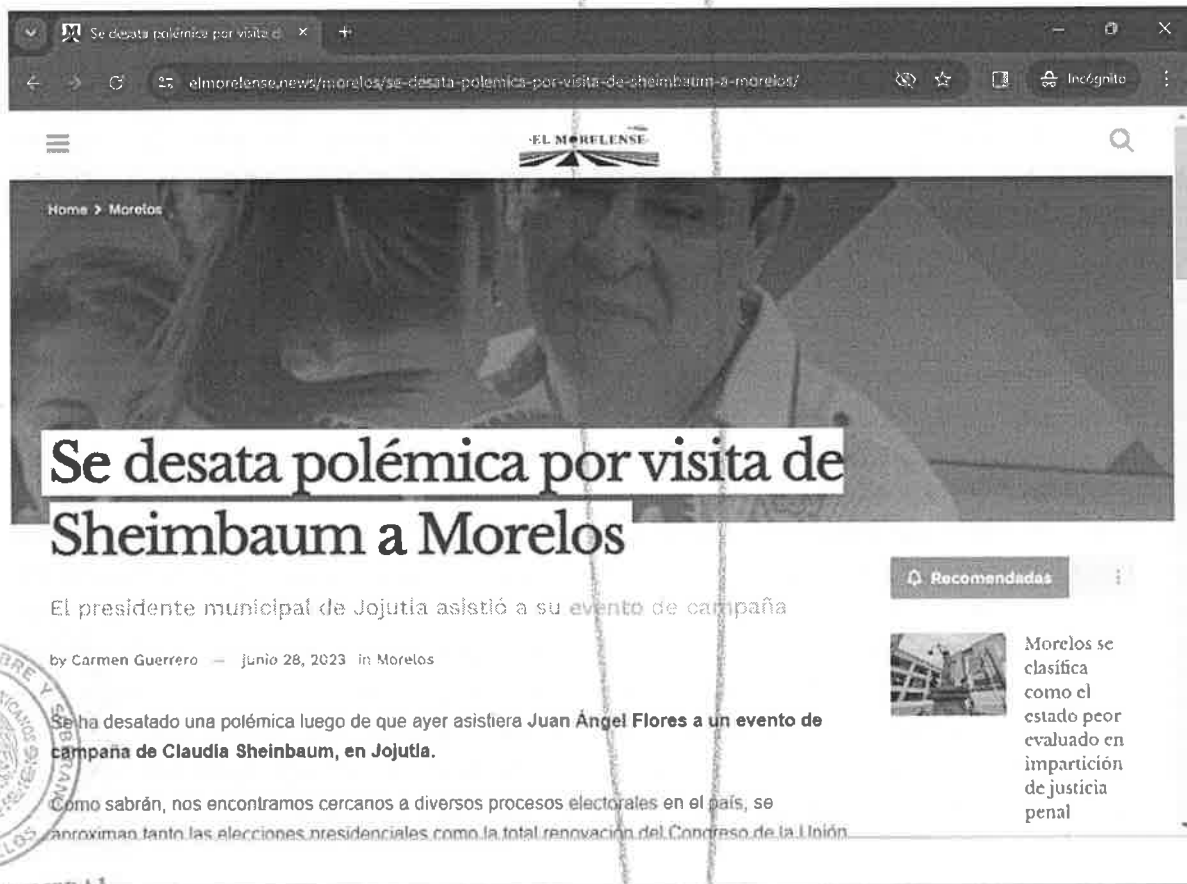 Se desata polémica por visita d
elmorelense.news/morelos/se-desata-polemica-por-visita-de-sheimbaum-a-morelos/
Incógnito
EL MORELENSE
Home > Morelos
Se desata polémica por visita de
Sheimbaum a Morelos
El presidente municipal de Jojutla asistió a su evento de campaña
by Carmen Guerrero — junio 28, 2023 in Morelos
Se ha desatado una polémica luego de que ayer asistiera Juan Ángel Flores a un evento de
campaña de Claudia Sheinbaum, en Jojutla.
Como sabrán, nos encontramos cercanos a diversos procesos electorales en el país, se
aproximan tanto las elecciones presidenciales como la total renovación del Congreso de la Unión
Recomendadas
Morelos se
clasifica
como el
estado peor
evaluado en
impartición
de justicia
penal